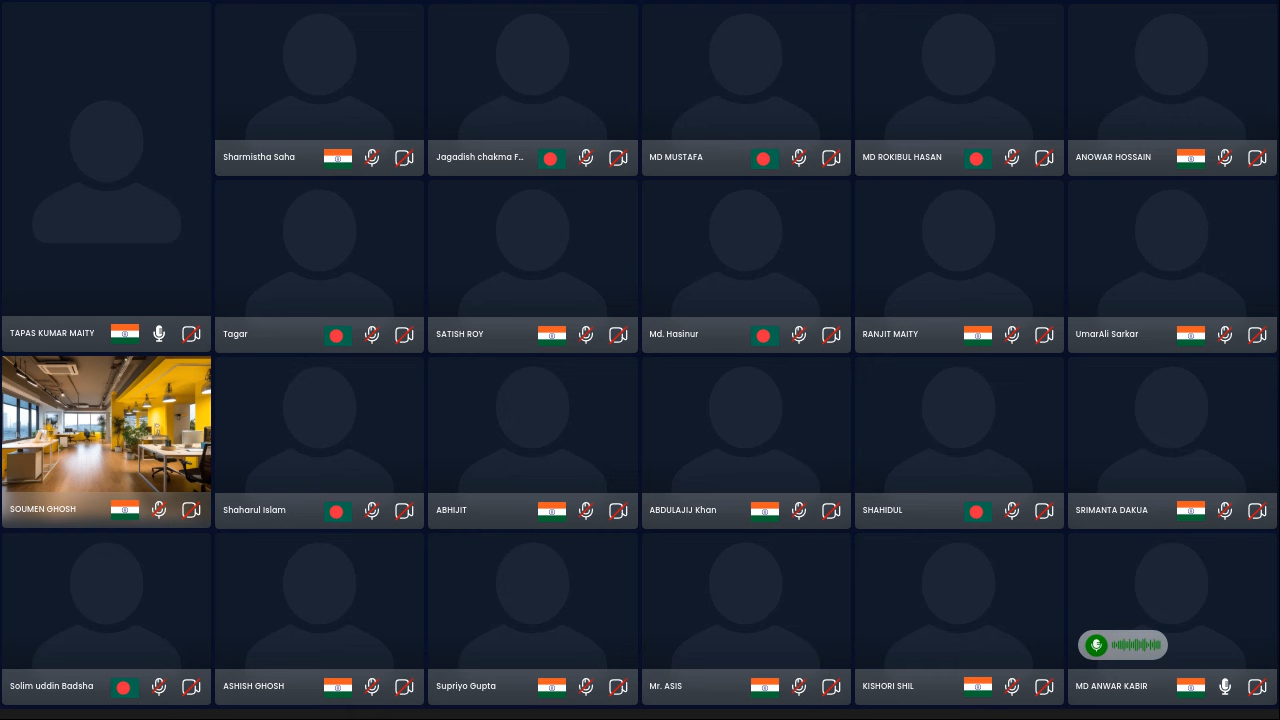 Sharmistha Saha
Jagadish chakma F...
MD MUSTAFA
MD ROKIBUL HASAN
ANOWAR HOSSAIN
TAPAS KUMAR MAITY
Tagar
SATISH ROY
Md. Hasinur
RANJIT MAITY
UmarAli Sarkar
SOUMEN GHOSH
Shaharul Islam
ABHIJIT
ABDULAJIJ Khan
SHAHIDUL
SRIMANTA DAKUA
Solim uddin Badsha
ASHISH GHOSH
Supriyo Gupta
Mr. ASIS
KISHORI SHIL
MD ANWAR KABIR